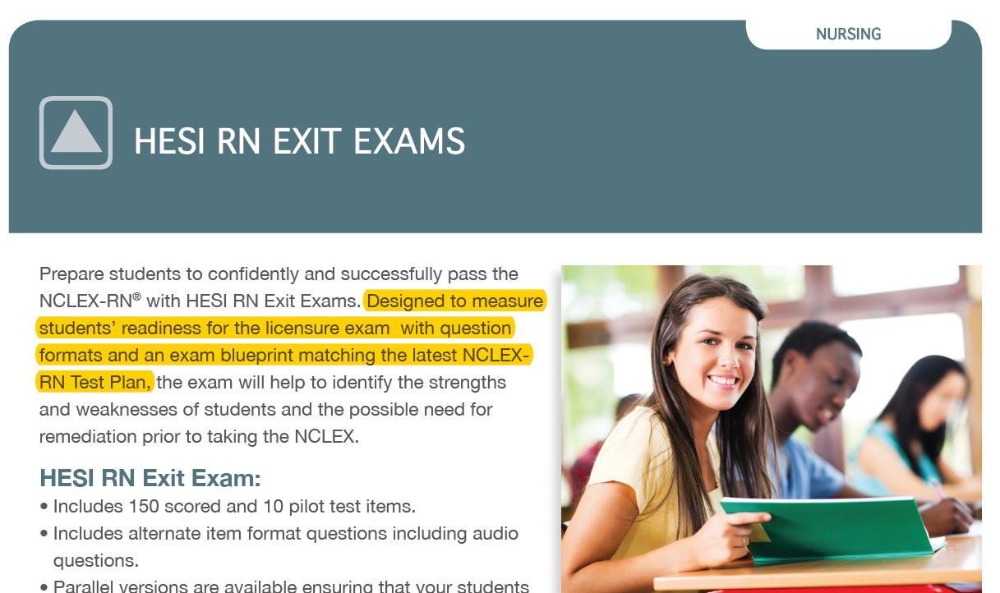 NURSING
HESI RN EXIT EXAMS
Prepare students to confidently and successfully pass the
NCLEX-RN® with HESI RN Exit Exams. Designed to measure
students’ readiness for the licensure exam  with question
formats and an exam blueprint matching the latest NCLEX-
RN Test Plan, the exam will help to identify the strengths
and weaknesses of students and the possible need for
remediation prior to taking the NCLEX.
HESI RN Exit Exam:
• Includes 150 scored and 10 pilot test items.
• Includes alternate item format questions including audio
questions.
• Parallel versions are available ensuring that your students